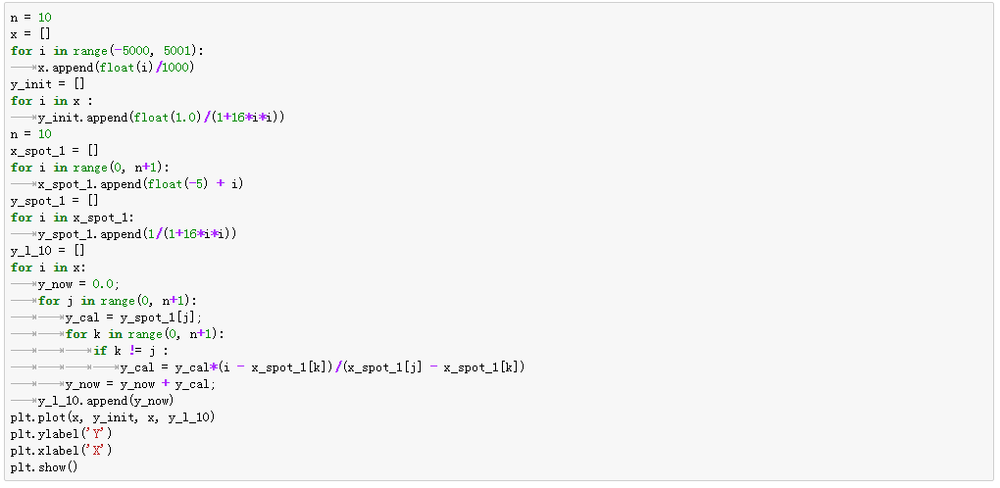 n = 10
x = []
for i in range(-5000, 5001):
    x.append(float(i)/1000)
y_init = []
for i in x :
    y_init.append(float(1.0)/(1+16*i*i))
n = 10
x_spot_1 = []
for i in range(0, n+1):
    x_spot_1.append(float(-5) + i)
y_spot_1 = []
for i in x_spot_1:
    y_spot_1.append(1/(1+16*i*i))
y_l_10 = []
for i in x:
    y_now = 0.0;
    for j in range(0, n+1):
        y_cal = y_spot_1[j];
        for k in range(0, n+1):
            if k != j :
                y_cal = y_cal*(i - x_spot_1[k])/(x_spot_1[j] - x_spot_1[k])
        y_now = y_now + y_cal;
    y_l_10.append(y_now)
plt.plot(x, y_init, x, y_l_10)
plt.ylabel('Y')
plt.xlabel('X')
plt.show()